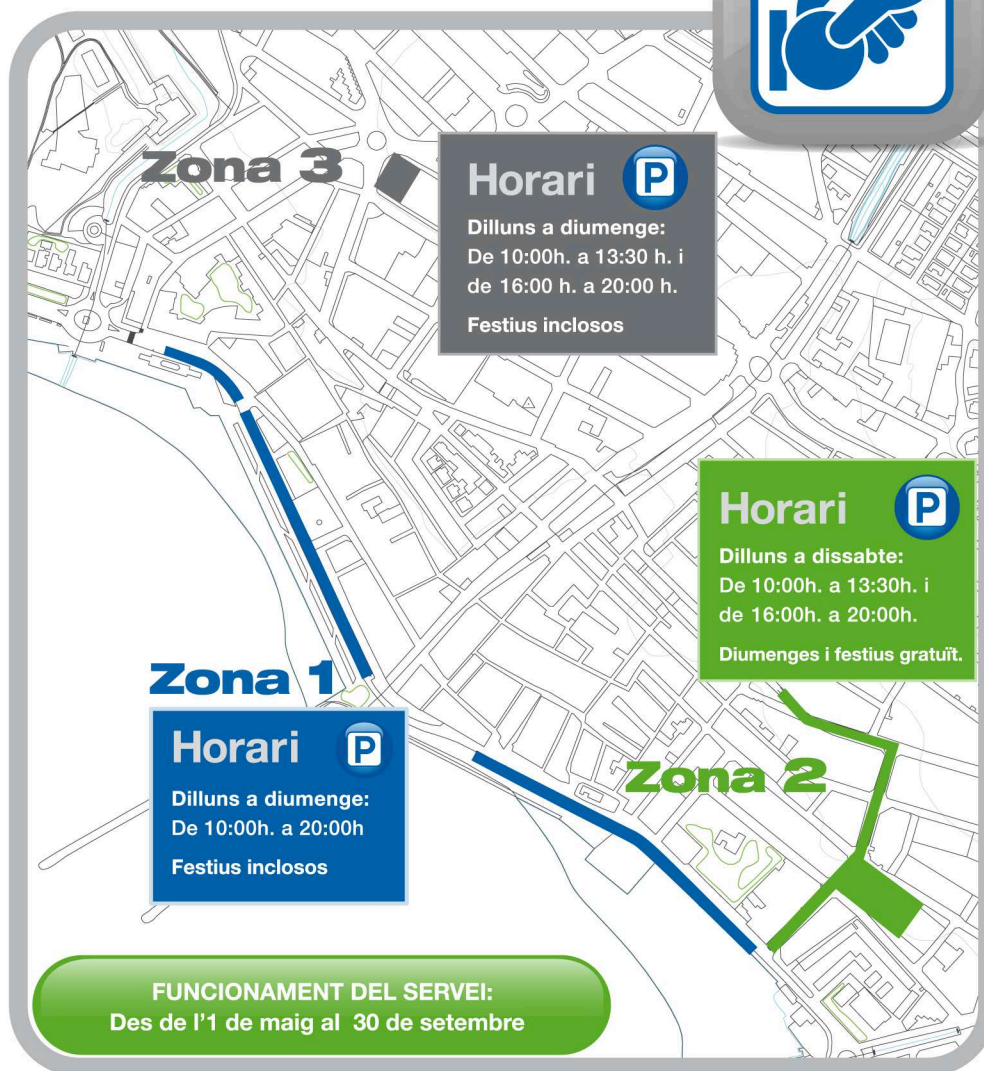 Zona 3
Horari P
Dilluns a diumenge:
De 10:00h. a 13:30 h. i
de 16:00 h. a 20:00 h.
Festius inclosos
Horari P
Dilluns a dissabte:
De 10:00h. a 13:30h. i
de 16:00h. a 20:00h.
Diumenges i festius gratuït.
Zona 1
Horari P
Dilluns a diumenge:
De 10:00h. a 20:00h
Festius inclosos
Zona 2
FUNCIONAMENT DEL SERVEI:
Des de l'1 de maig al 30 de setembre